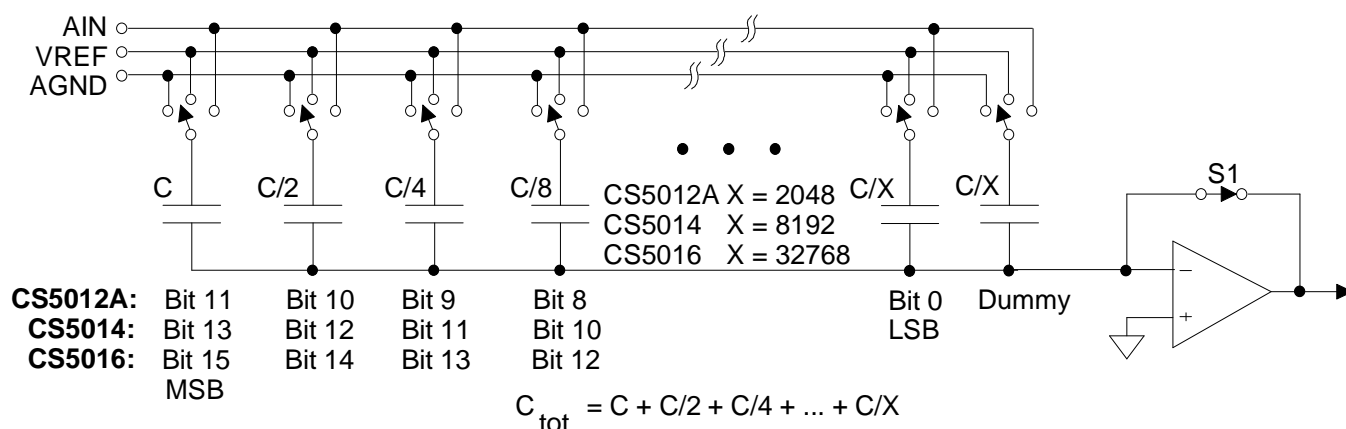 AIN
VREF
AGND
C
C/2
C/4
C/8
C/X
C/X
S1
CS5012A X = 2048
CS5014 X = 8192
CS5016 X = 32768
−
+
CS5012A: Bit 11 Bit 10 Bit 9 Bit 8 Bit 0 Dummy
CS5014: Bit 13 Bit 12 Bit 11 Bit 10 LSB
CS5016: Bit 15 Bit 14 Bit 13 Bit 12
MSB
C_tot = C + C/2 + C/4 + ... + C/X